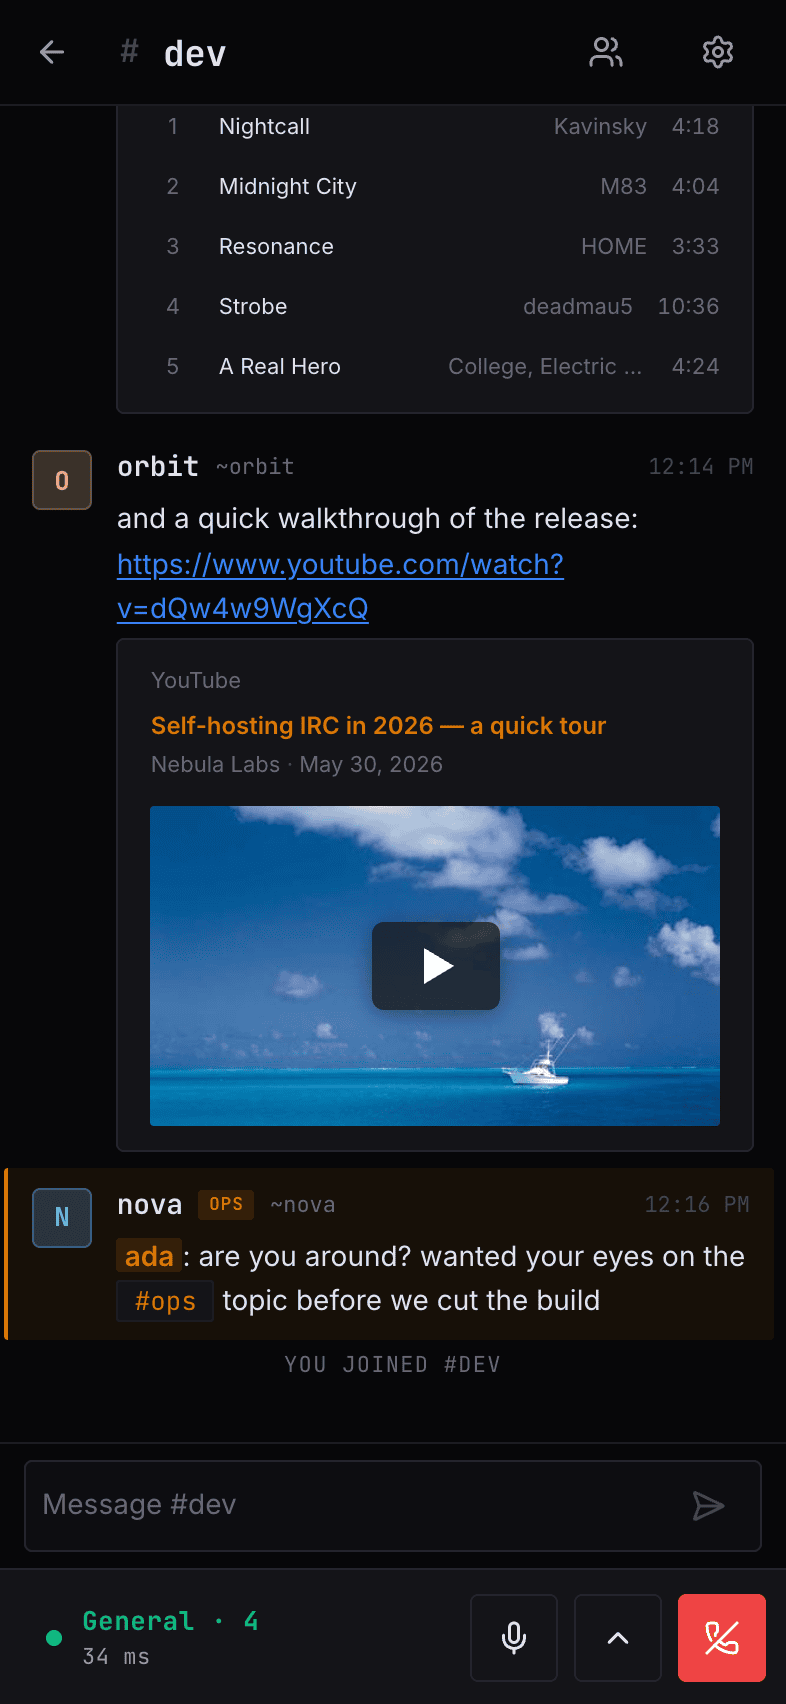 # dev
1 Nightcall Kavinsky 4:18
2 Midnight City M83 4:04
3 Resonance HOME 3:33
4 Strobe deadmau5 10:36
5 A Real Hero College, Electric ... 4:24
O orbit ~orbit 12:14 PM
and a quick walkthrough of the release:
https://www.youtube.com/watch?
v=dQw4w9WgXcQ
YouTube
Self-hosting IRC in 2026 — a quick tour
Nebula Labs · May 30, 2026
N nova OPS ~nova 12:16 PM
ada: are you around? wanted your eyes on the
#ops topic before we cut the build
YOU JOINED #DEV
Message #dev
General · 4
34 ms